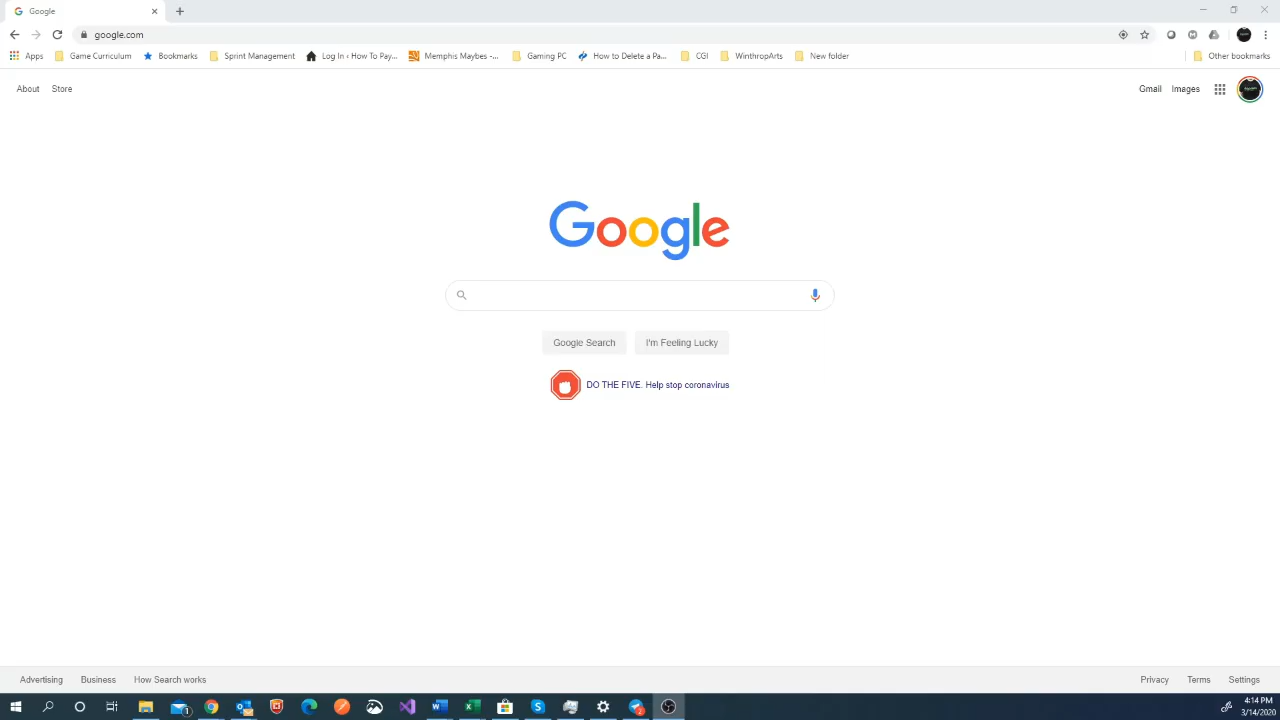 Google
google.com
Apps Game Curriculum Bookmarks Sprint Management Log In ‹ How To Pay... Memphis Maybes -... Gaming PC How to Delete a Pa... CGI WinthropArts New folder Other bookmarks
About Store Gmail Images
Google
Google Search I'm Feeling Lucky
DO THE FIVE. Help stop coronavirus
Advertising Business How Search works Privacy Terms Settings
4:14 PM
3/14/2020